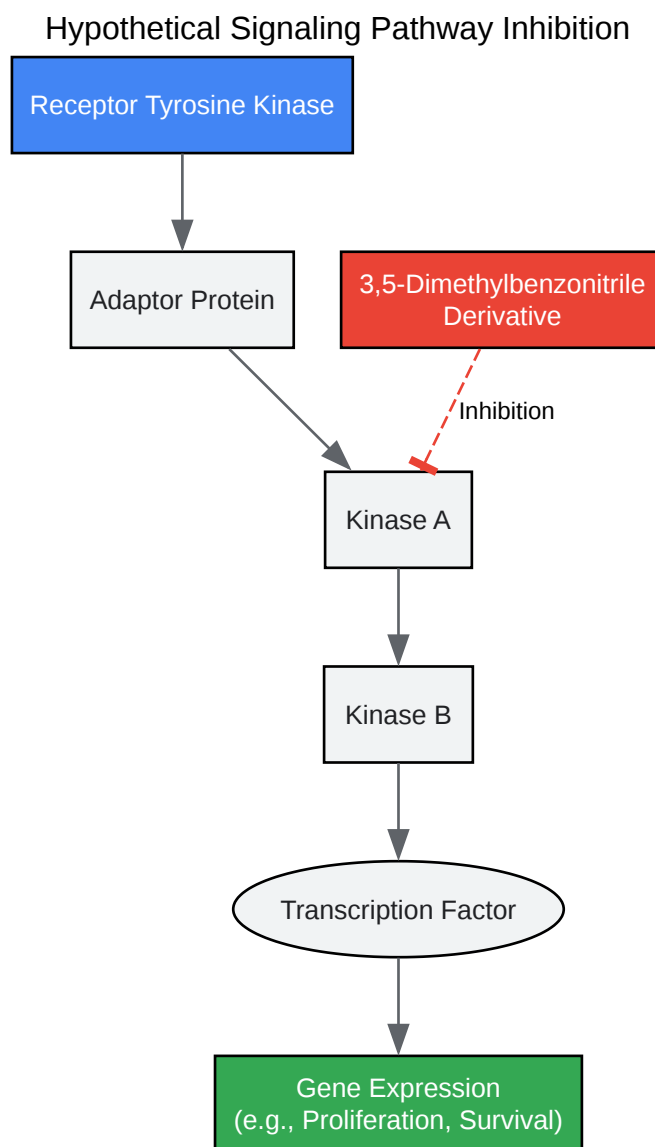 Hypothetical Signaling Pathway Inhibition
Receptor Tyrosine Kinase
Adaptor Protein
3,5-Dimethylbenzonitrile
Derivative
Inhibition
Kinase A
Kinase B
Transcription Factor
Gene Expression
(e.g., Proliferation, Survival)